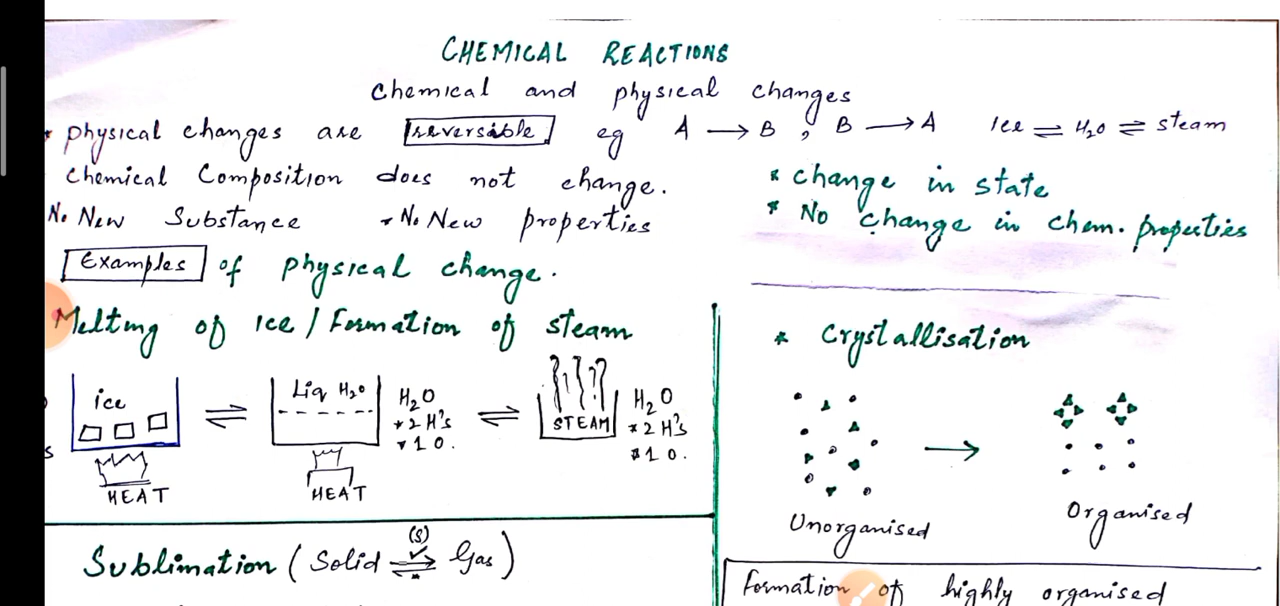 CHEMICAL REACTIONS
Chemical and physical changes
* physical changes are reversible eg A → B , B → A Ice ⇌ H₂O ⇌ steam
Chemical Composition does not change.
No New Substance * No New properties
* change in state
* No change in chem. properties
Examples of physical change.
Melting of ice / Formation of steam
ice
HEAT
⇌
Liq H₂O
HEAT
H₂O
* 2 H's
* 1 O.
⇌
STEAM
H₂O
* 2 H's
* 1 O.
* Crystallisation
Unorganised → Organised
Sublimation ( Solid ⇌ Gas )
(S)
Formation of highly organised